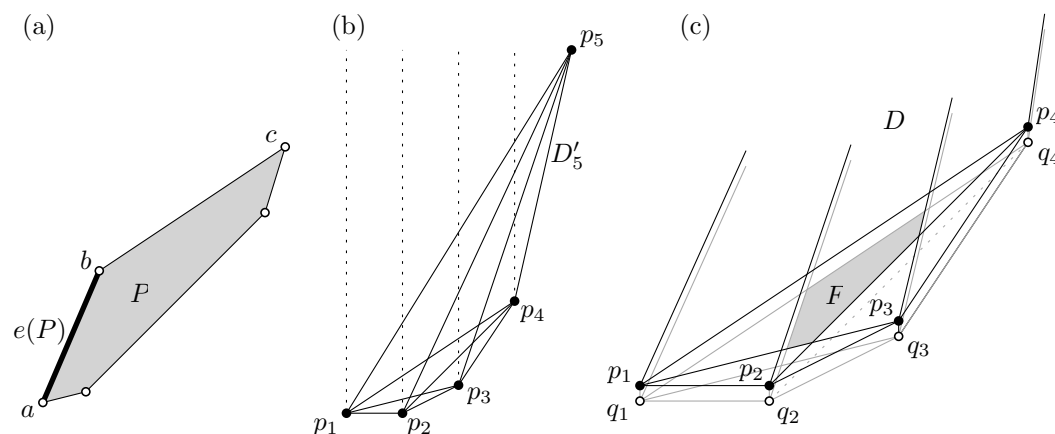 (a)
c
b
P
e(P)
a
(b)
p₅
D′₅
p₄
p₃
p₁
p₂
(c)
D
p₄
q₄
F
p₃
p₁
p₂
q₃
q₁
q₂